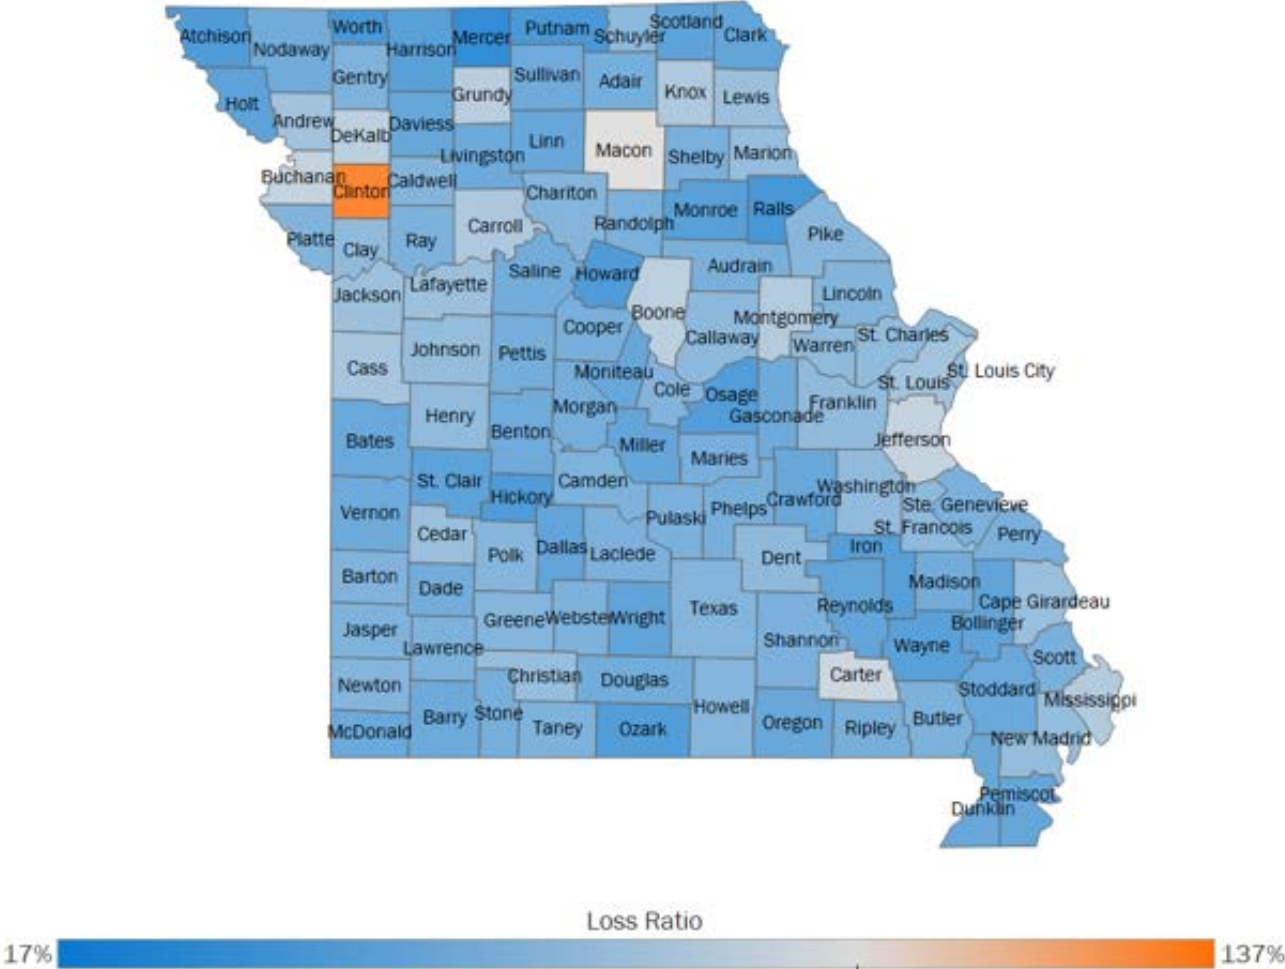 Atchison
Nodaway
Worth
Harrison
Mercer
Putnam
Schuyler
Scotland
Clark
Gentry
Sullivan
Adair
Knox
Lewis
Grundy
Holt
Andrew
DeKalb
Daviess
Livingston
Linn
Macon
Shelby
Marion
Buchanan
Clinton
Caldwell
Chariton
Carroll
Randolph
Monroe
Ralls
Pike
Platte
Clay
Ray
Saline
Howard
Audrain
Jackson
Lafayette
Boone
Lincoln
Montgomery
Cooper
Callaway
Warren
St. Charles
Johnson
Pettis
Cass
Moniteau
Cole
Osage
St. Louis
St. Louis City
Henry
Morgan
Gasconade
Franklin
Bates
Benton
Miller
Maries
Jefferson
St. Clair
Hickory
Camden
Crawford
Washington
Vernon
Pulaski
Phelps
Ste. Genevieve
St. Francois
Cedar
Polk
Dallas
Laclede
Dent
Iron
Perry
Barton
Dade
Madison
Texas
Reynolds
Cape Girardeau
Bollinger
Jasper
Greene
Webster
Wright
Shannon
Wayne
Lawrence
Scott
Newton
Christian
Douglas
Carter
Stoddard
Mississippi
Howell
McDonald
Barry
Stone
Taney
Ozark
Oregon
Ripley
Butler
New Madrid
Pemiscot
Dunklin
Loss Ratio
17%
137%